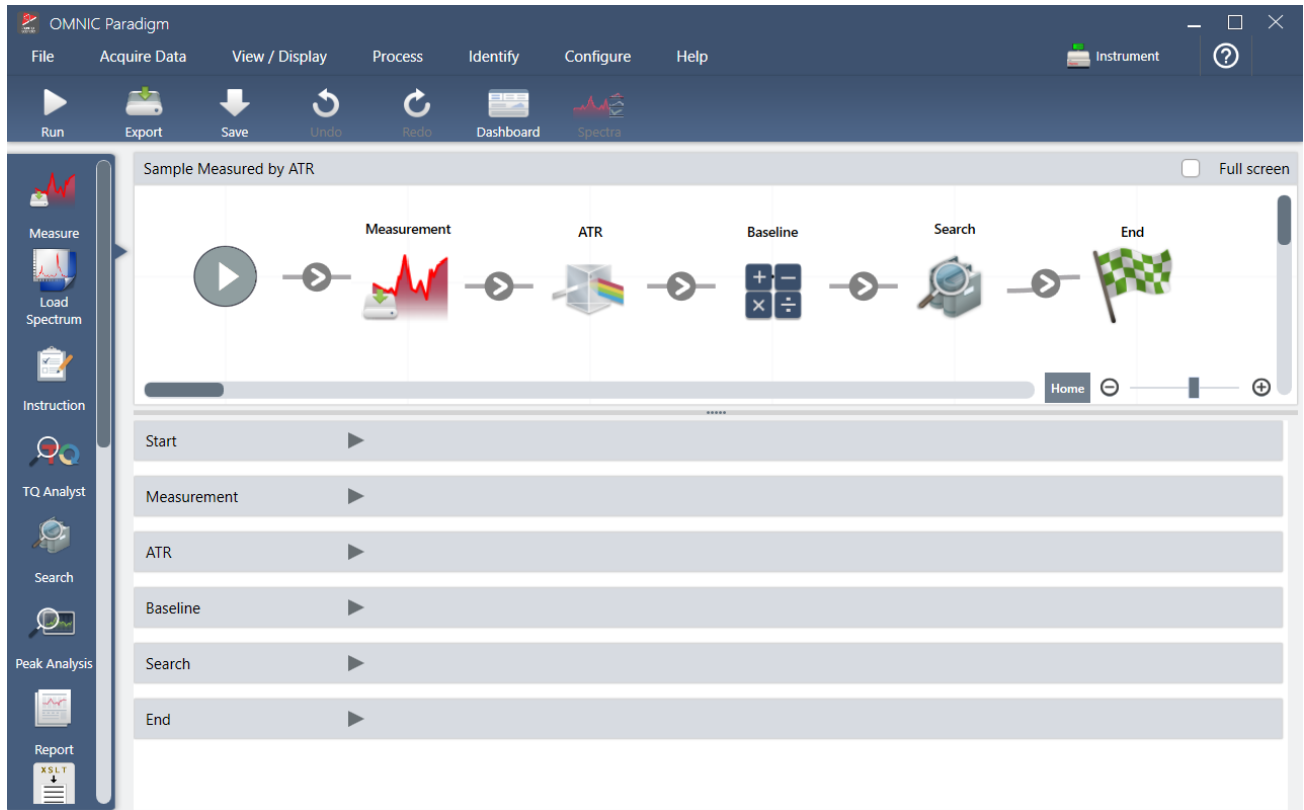 OMNIC Paradigm
File Acquire Data View / Display Process Identify Configure Help Instrument
Run Export Save Undo Redo Dashboard Spectra
Sample Measured by ATR Full screen
Measure
Load
Spectrum
Instruction
TQ Analyst
Search
Peak Analysis
Report
XSLT
Measurement ATR Baseline Search End
Home
Start
Measurement
ATR
Baseline
Search
End